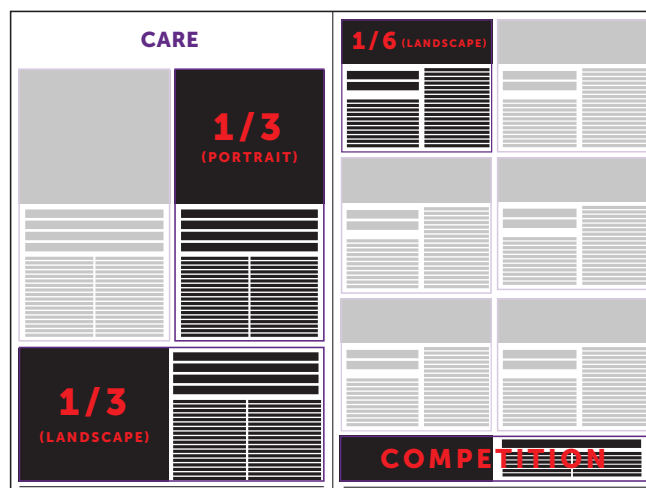 CARE
1/3
(PORTRAIT)
1/3
(LANDSCAPE)
1/6 (LANDSCAPE)
COMPETITION